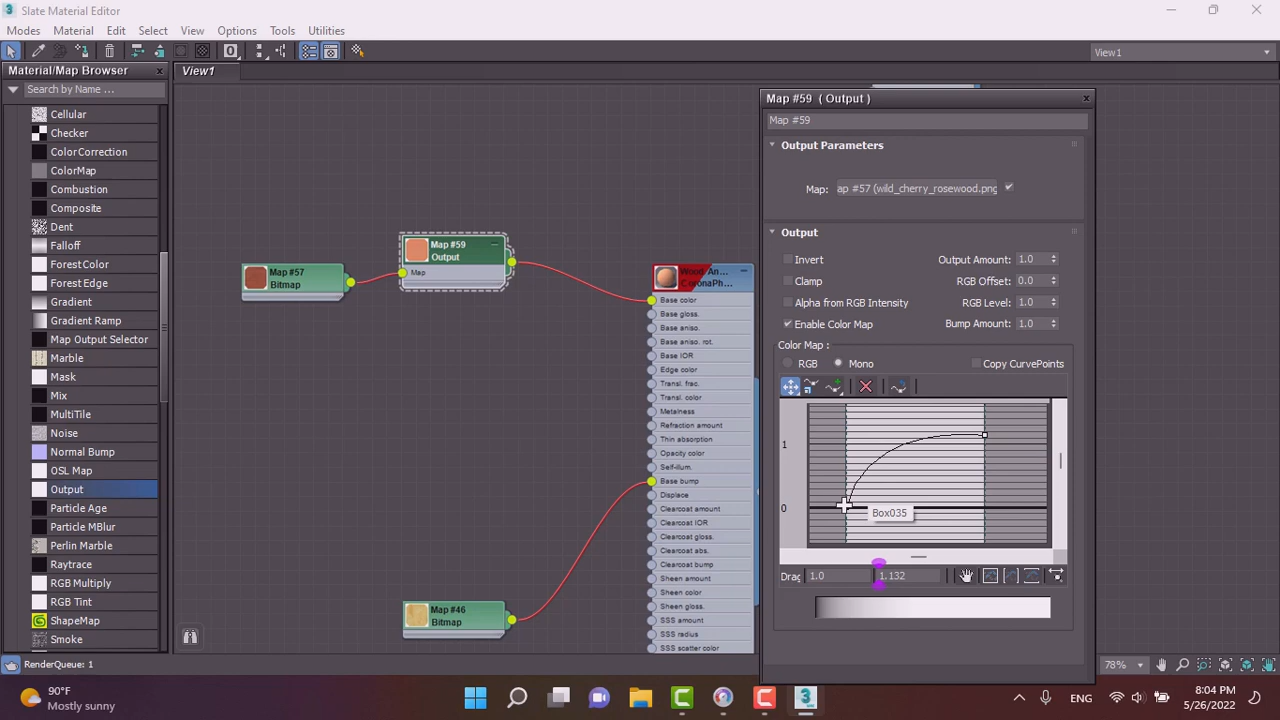 Slate Material Editor
Modes Material Edit Select View Options Tools Utilities
View1
Material/Map Browser
Search by Name ...
Cellular
Checker
ColorCorrection
ColorMap
Combustion
Composite
Dent
Falloff
ForestColor
Forest Edge
Gradient
Gradient Ramp
Map Output Selector
Marble
Mask
Mix
MultiTile
Noise
Normal Bump
OSL Map
Output
Particle Age
Particle MBlur
Perlin Marble
Raytrace
RGB Multiply
RGB Tint
ShapeMap
Smoke
RenderQueue: 1
View1
Map #57
Bitmap
Map #59
Output
Map
Map #46
Bitmap
Wood: An...
CoronaPh...
Base color
Base gloss.
Base aniso.
Base aniso. rot.
Base IOR
Edge color
Transl. frac.
Transl. color
Metalness
Refraction amount
Thin absorption
Opacity color
Self-illum.
Base bump
Displace
Clearcoat amount
Clearcoat IOR
Clearcoat gloss.
Clearcoat abs.
Clearcoat bump
Sheen amount
Sheen color
Sheen gloss.
SSS amount
SSS radius
SSS scatter color
Map #59 ( Output )
Map #59
Output Parameters
Map: ap #57 (wild_cherry_rosewood.png
Output
Invert Output Amount: 1.0
Clamp RGB Offset: 0.0
Alpha from RGB Intensity RGB Level: 1.0
Enable Color Map Bump Amount: 1.0
Color Map :
RGB Mono Copy CurvePoints
1
0
Box035
Drag 1.0 1.132
78%
90°F
Mostly sunny
ENG
8:04 PM
5/26/2022